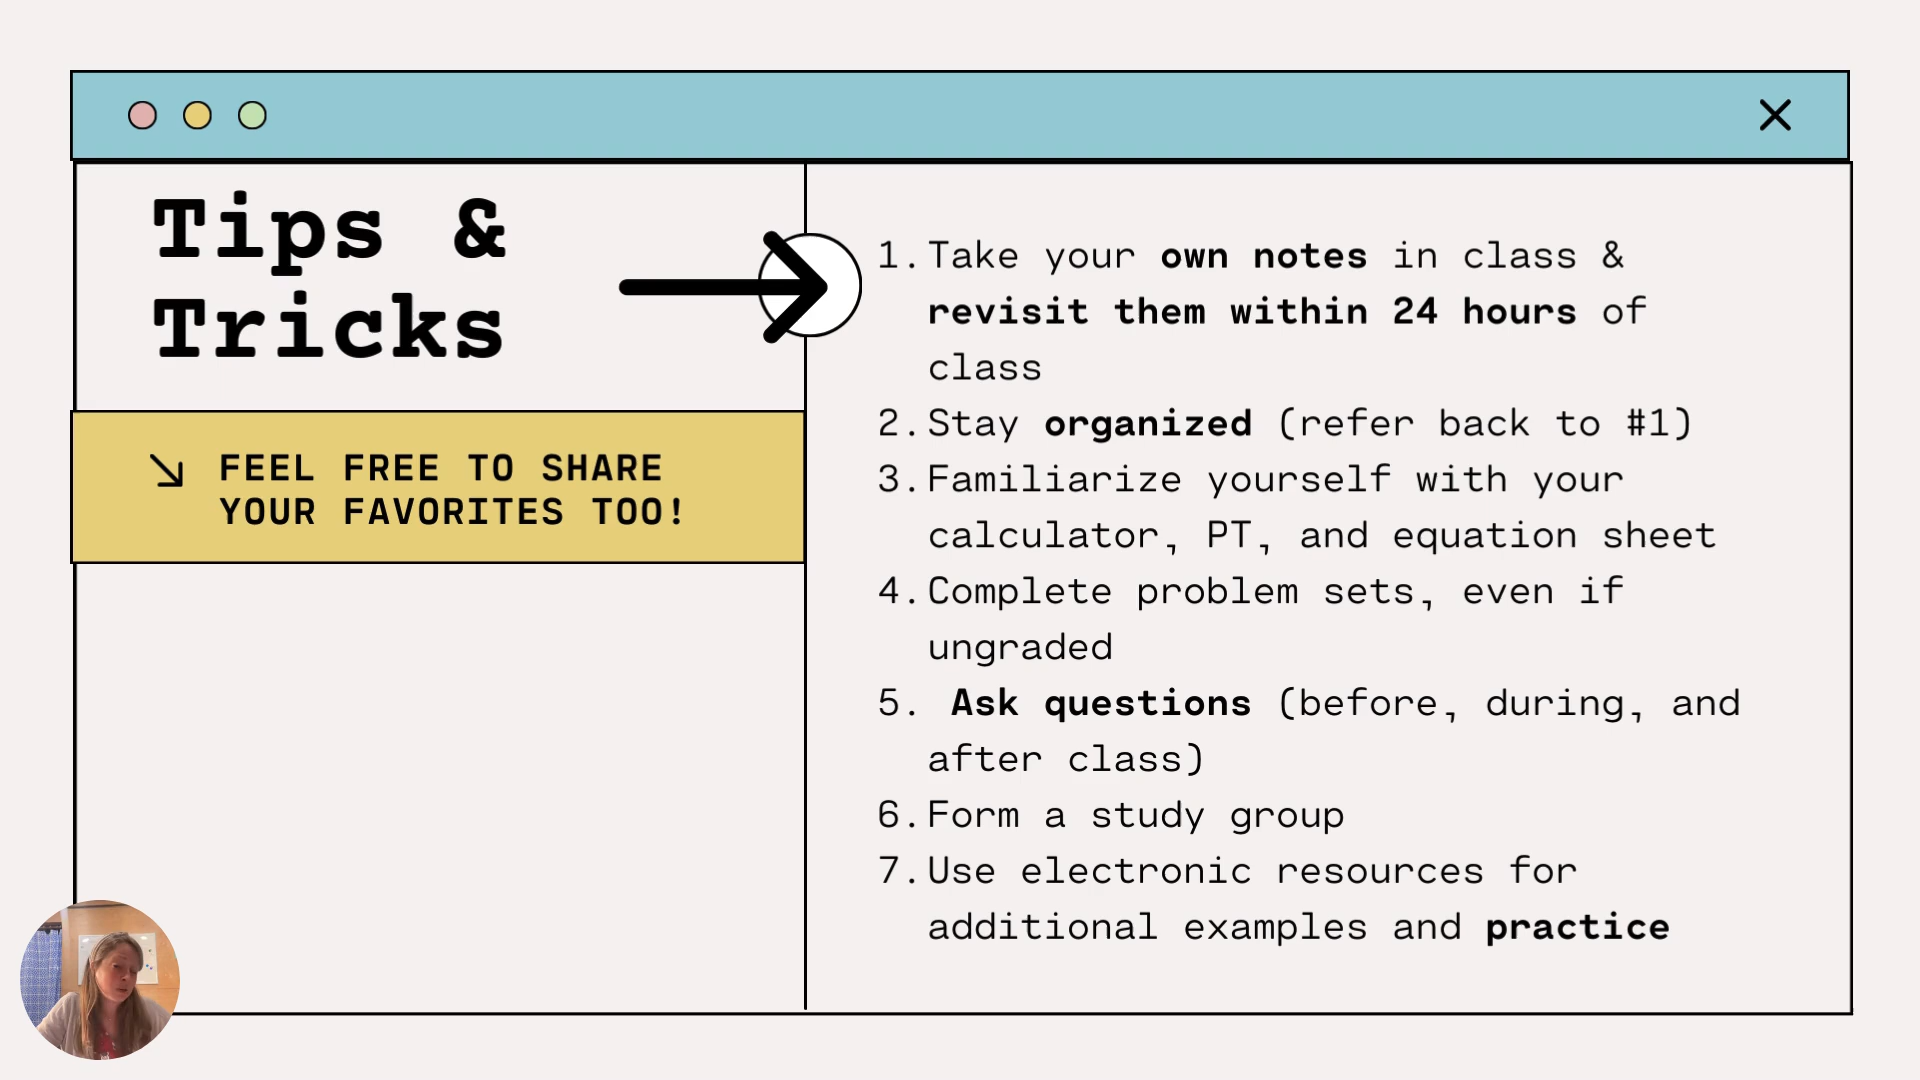 Tips &
Tricks
FEEL FREE TO SHARE
YOUR FAVORITES TOO!
1. Take your own notes in class &
revisit them within 24 hours of
class
2. Stay organized (refer back to #1)
3. Familiarize yourself with your
calculator, PT, and equation sheet
4. Complete problem sets, even if
ungraded
5. Ask questions (before, during, and
after class)
6. Form a study group
7. Use electronic resources for
additional examples and practice